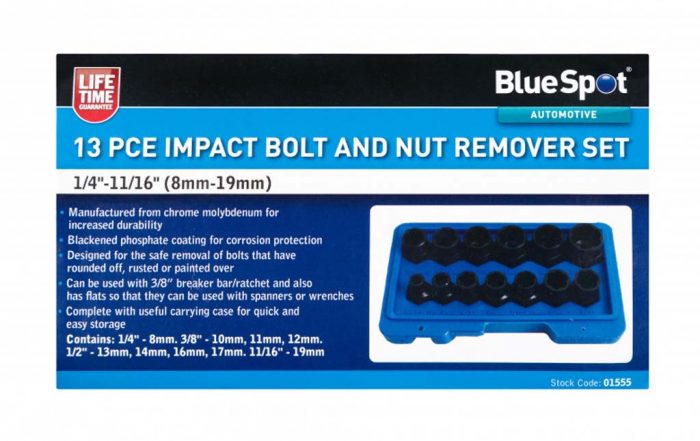 LIFE
TIME
GUARANTEE
BlueSpot®
AUTOMOTIVE
13 PCE IMPACT BOLT AND NUT REMOVER SET
1/4"-11/16" (8mm-19mm)
• Manufactured from chrome molybdenum for
increased durability
• Blackened phosphate coating for corrosion protection
• Designed for the safe removal of bolts that have
rounded off, rusted or painted over
• Can be used with 3/8" breaker bar/ratchet and also
has flats so that they can be used with spanners or wrenches
• Complete with useful carrying case for quick and
easy storage
Contains: 1/4" - 8mm. 3/8" - 10mm, 11mm, 12mm.
1/2" - 13mm, 14mm, 16mm, 17mm. 11/16" - 19mm
Stock Code: 01555